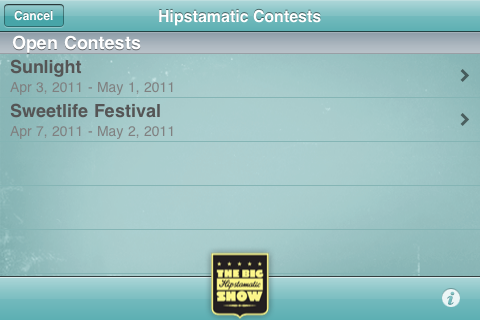 Cancel
Hipstamatic Contests
Open Contests
Sunlight
Apr 3, 2011 - May 1, 2011
Sweetlife Festival
Apr 7, 2011 - May 2, 2011
THE BIG
Hipstamatic
SHOW
i